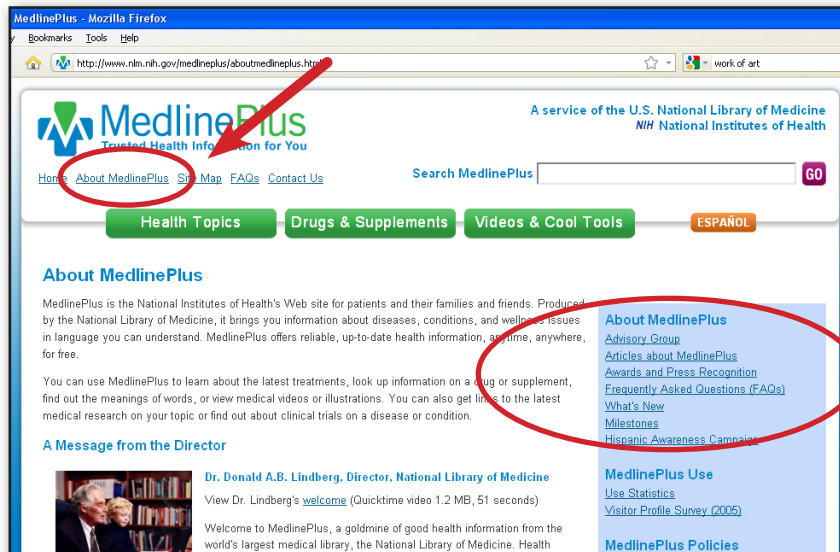 MedlinePlus - Mozilla Firefox
y Bookmarks Tools Help
http://www.nlm.nih.gov/medlineplus/aboutmedlineplus.html
work of art
MedlinePlus
Trusted Health Information for You
A service of the U.S. National Library of Medicine
NIH National Institutes of Health
Home About MedlinePlus Site Map FAQs Contact Us
Search MedlinePlus GO
Health Topics Drugs & Supplements Videos & Cool Tools ESPAÑOL
About MedlinePlus
MedlinePlus is the National Institutes of Health's Web site for patients and their families and friends. Produced
by the National Library of Medicine, it brings you information about diseases, conditions, and wellness issues
in language you can understand. MedlinePlus offers reliable, up-to-date health information, anytime, anywhere,
for free.
You can use MedlinePlus to learn about the latest treatments, look up information on a drug or supplement,
find out the meanings of words, or view medical videos or illustrations. You can also get links to the latest
medical research on your topic or find out about clinical trials on a disease or condition.
A Message from the Director
Dr. Donald A.B. Lindberg, Director, National Library of Medicine
View Dr. Lindberg's welcome (Quicktime video 1.2 MB, 51 seconds)
Welcome to MedlinePlus, a goldmine of good health information from the
world's largest medical library, the National Library of Medicine. Health
About MedlinePlus
Advisory Group
Articles about MedlinePlus
Awards and Press Recognition
Frequently Asked Questions (FAQs)
What's New
Milestones
Hispanic Awareness Campaign
MedlinePlus Use
Use Statistics
Visitor Profile Survey (2005)
MedlinePlus Policies